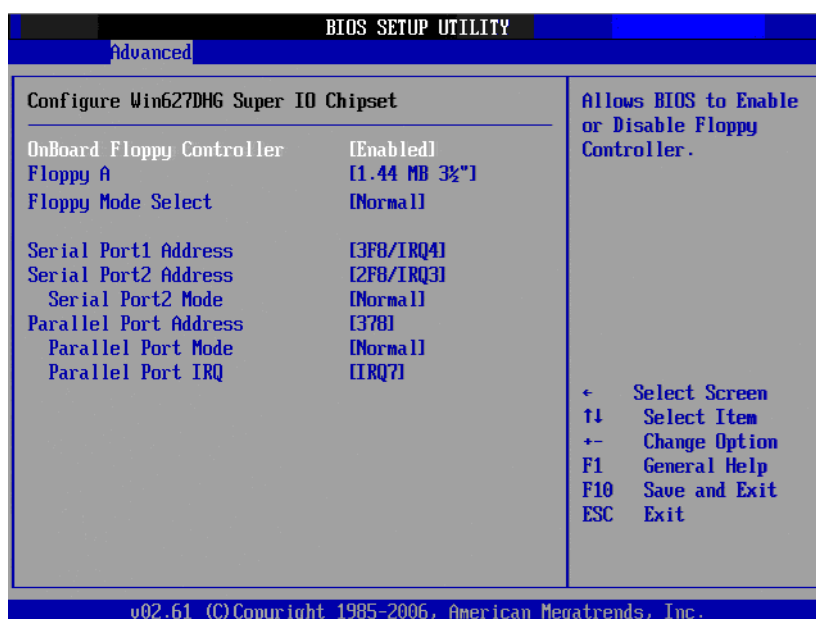 BIOS SETUP UTILITY
Advanced
Configure Win627DHG Super IO Chipset
OnBoard Floppy Controller [Enabled]
Floppy A [1.44 MB 3½"]
Floppy Mode Select [Normal]
Serial Port1 Address [3F8/IRQ4]
Serial Port2 Address [2F8/IRQ3]
Serial Port2 Mode [Normal]
Parallel Port Address [378]
Parallel Port Mode [Normal]
Parallel Port IRQ [IRQ7]
Allows BIOS to Enable
or Disable Floppy
Controller.
← Select Screen
↑↓ Select Item
+- Change Option
F1 General Help
F10 Save and Exit
ESC Exit
v02.61 (C)Copyright 1985-2006, American Megatrends, Inc.